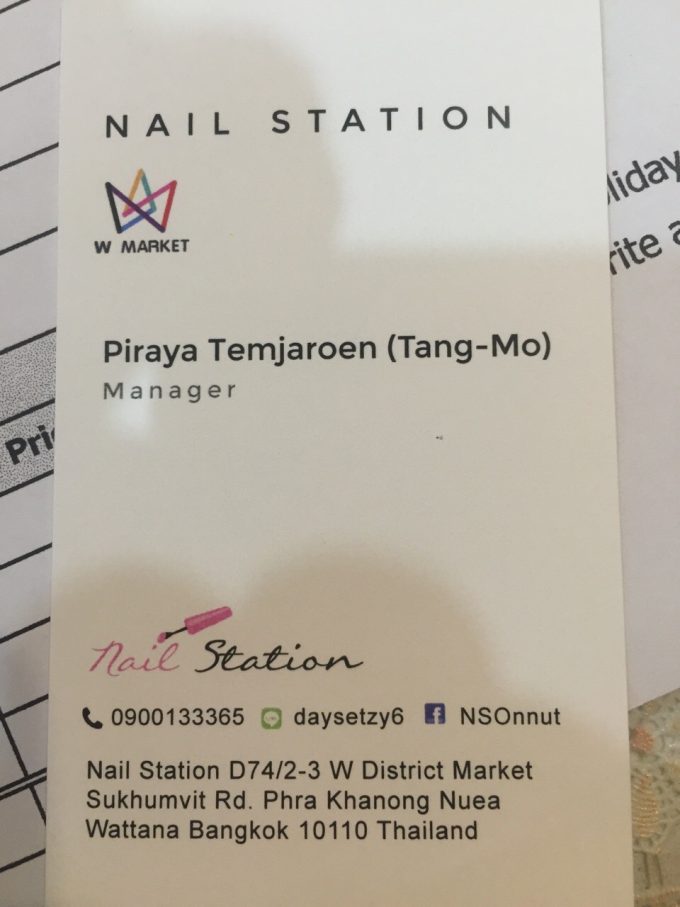 NAIL STATION
W MARKET
Piraya Temjaroen (Tang-Mo)
Manager
Nail Station
0900133365 daysetzy6 NSOnnut
Nail Station D74/2-3 W District Market
Sukhumvit Rd. Phra Khanong Nuea
Wattana Bangkok 10110 Thailand